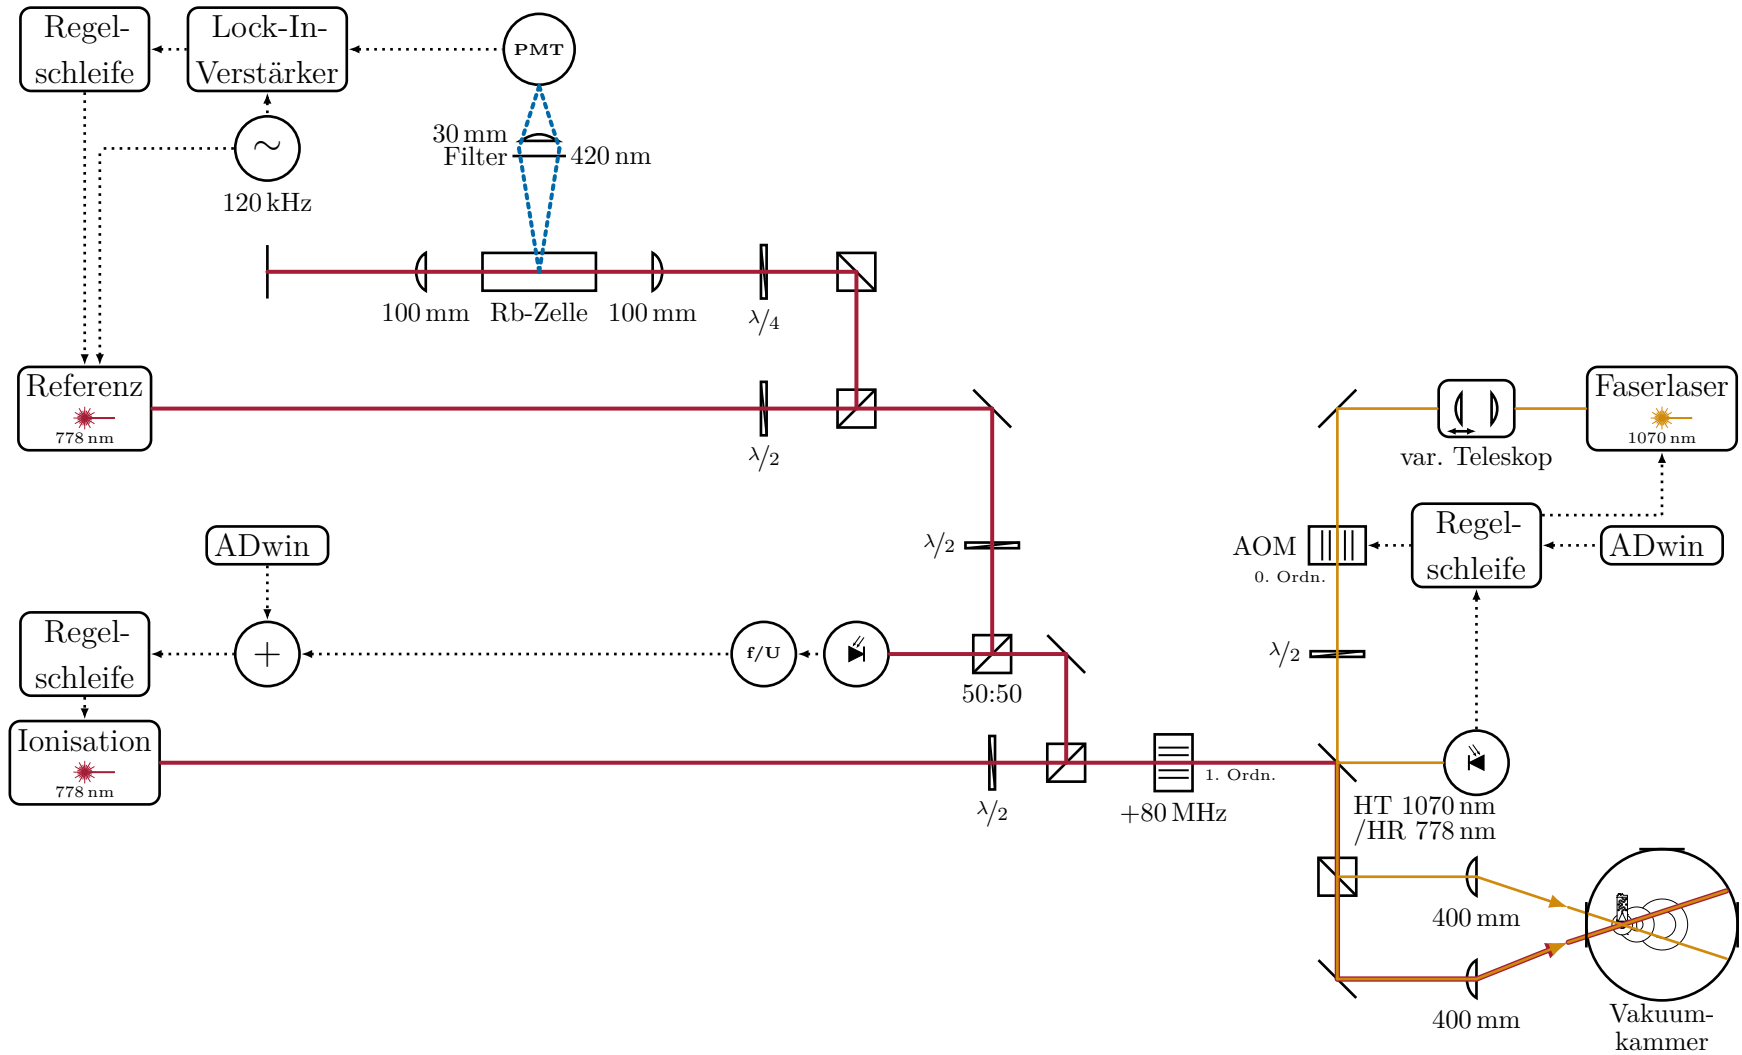 Regel-
schleife
Lock-In-
Verstärker
PMT
30 mm
Filter
420 nm
~
120 kHz
100 mm
Rb-Zelle
100 mm
λ/4
Referenz
778 nm
λ/2
Faserlaser
1070 nm
var. Teleskop
λ/2
AOM
0. Ordn.
Regel-
schleife
ADwin
ADwin
Regel-
schleife
+
f/U
50:50
λ/2
Ionisation
778 nm
λ/2
+80 MHz
1. Ordn.
HT 1070 nm
/HR 778 nm
400 mm
400 mm
Vakuum-
kammer